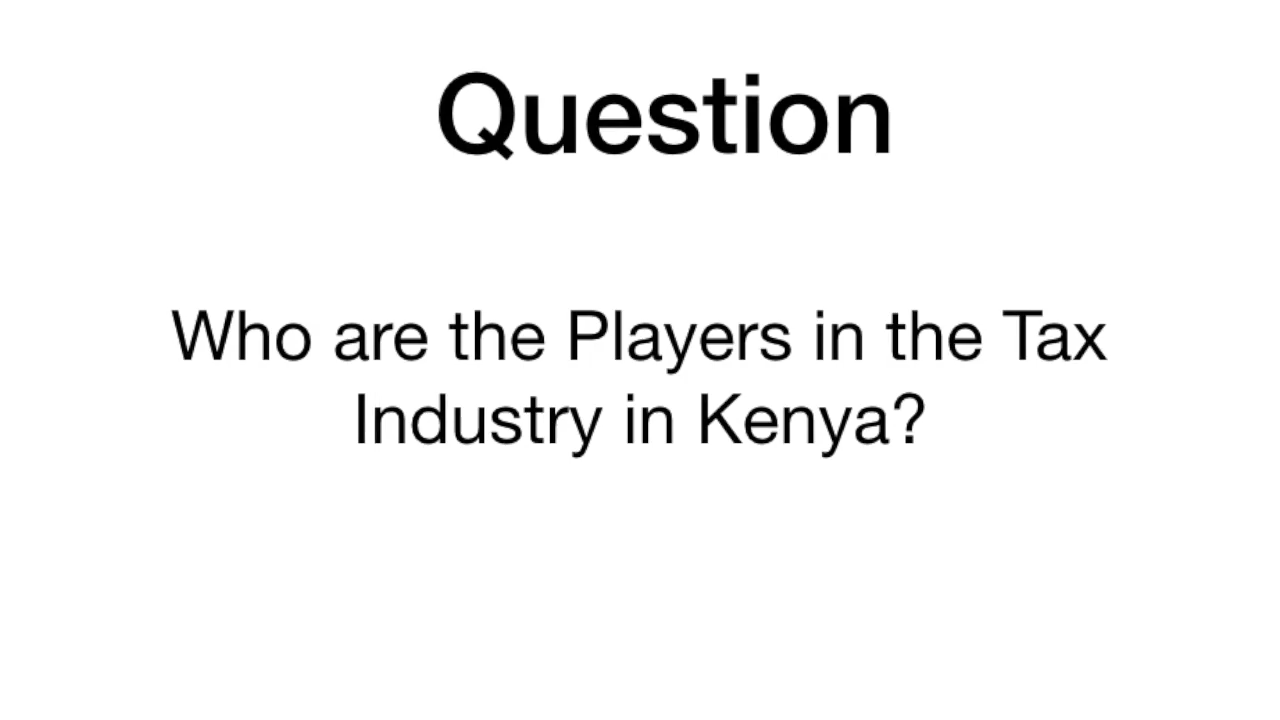 Question
Who are the Players in the Tax
Industry in Kenya?